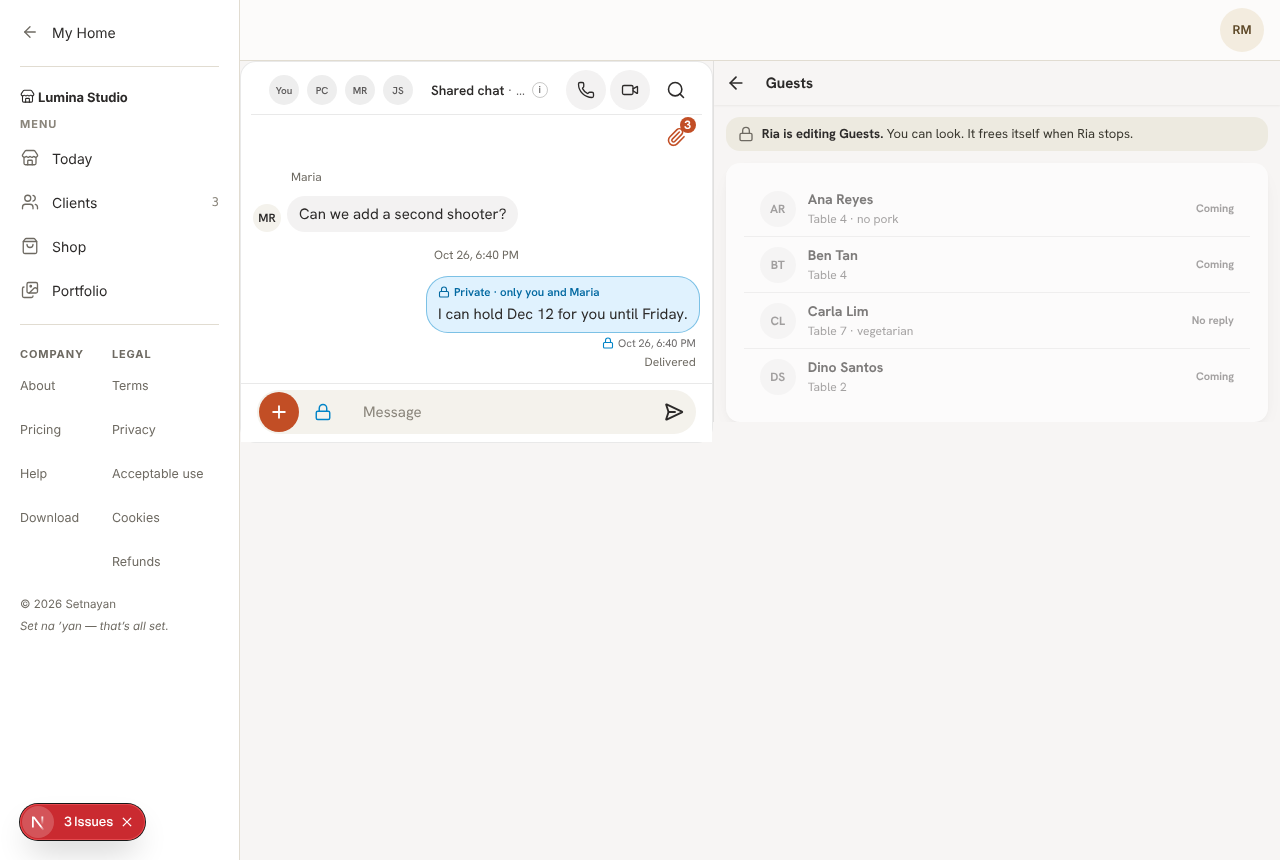 My Home
Lumina Studio
MENU
Today
Clients 3
Shop
Portfolio
COMPANY LEGAL
About Terms
Pricing Privacy
Help Acceptable use
Download Cookies
Refunds
© 2026 Setnayan
Set na 'yan — that's all set.
3 Issues
RM
You PC MR JS Shared chat · ...
3
Maria
MR Can we add a second shooter?
Oct 26, 6:40 PM
Private · only you and Maria
I can hold Dec 12 for you until Friday.
Oct 26, 6:40 PM
Delivered
Message
Guests
Ria is editing Guests. You can look. It frees itself when Ria stops.
AR Ana Reyes Coming
Table 4 · no pork
BT Ben Tan Coming
Table 4
CL Carla Lim No reply
Table 7 · vegetarian
DS Dino Santos Coming
Table 2